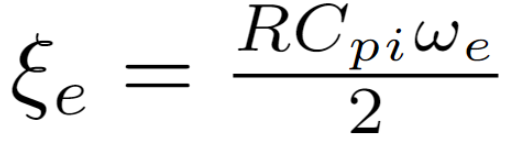 ξ_e = \frac{RC_{pi}ω_e}{2}